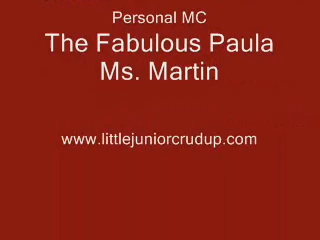 Personal MC
The Fabulous Paula
Ms. Martin
www.littlejuniorcrudup.com